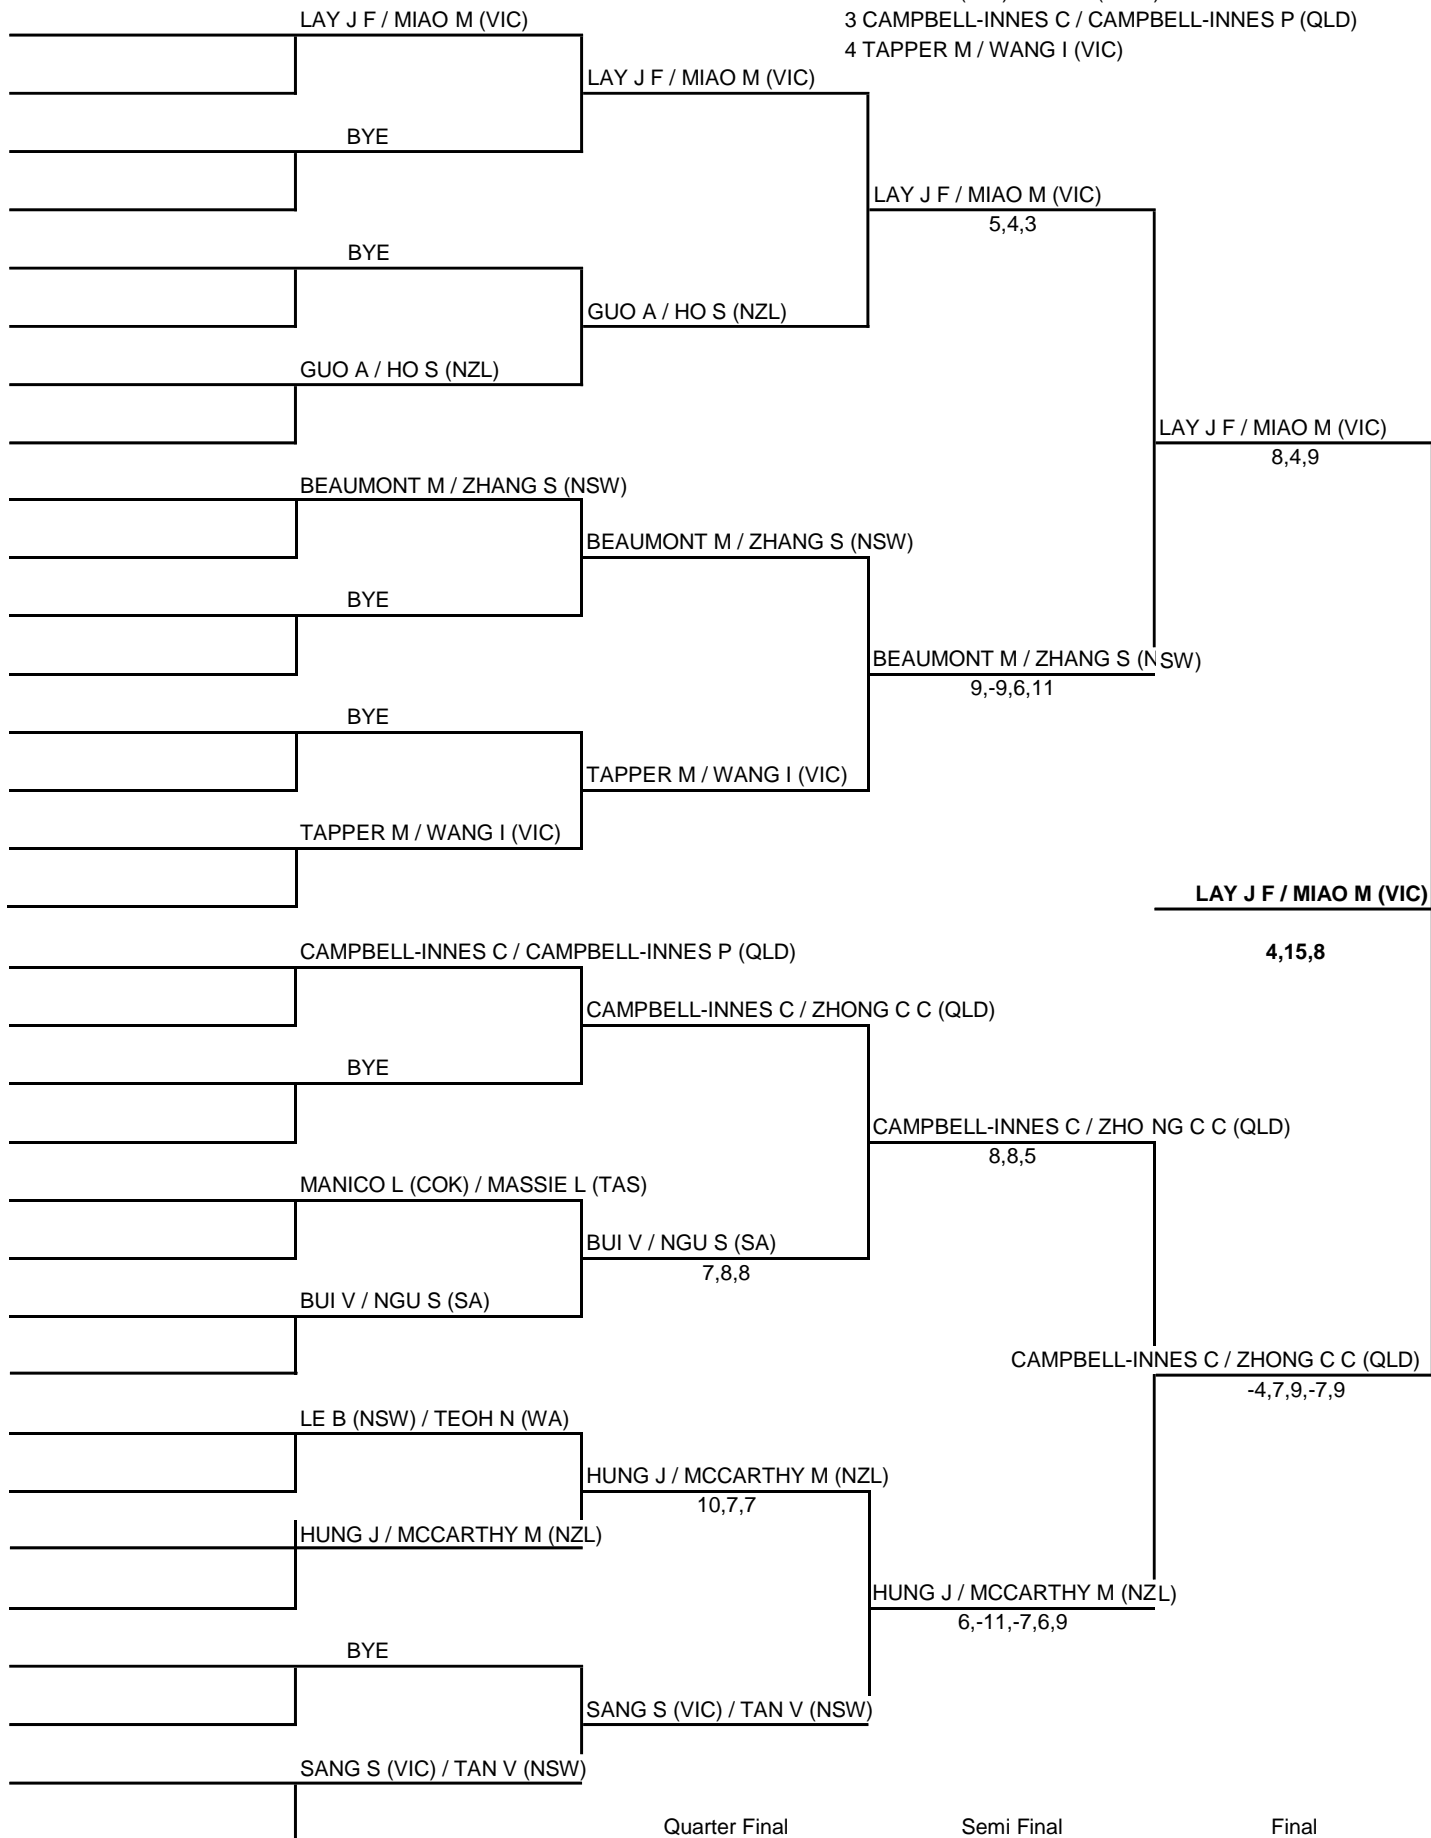 LAY J F / MIAO M (VIC)
3 CAMPBELL-INNES C / CAMPBELL-INNES P (QLD)
4 TAPPER M / WANG I (VIC)
LAY J F / MIAO M (VIC)
BYE
LAY J F / MIAO M (VIC)
5,4,3
BYE
GUO A / HO S (NZL)
GUO A / HO S (NZL)
LAY J F / MIAO M (VIC)
8,4,9
BEAUMONT M / ZHANG S (NSW)
BEAUMONT M / ZHANG S (NSW)
BYE
BEAUMONT M / ZHANG S (NSW)
9,-9,6,11
BYE
TAPPER M / WANG I (VIC)
TAPPER M / WANG I (VIC)
LAY J F / MIAO M (VIC)
CAMPBELL-INNES C / CAMPBELL-INNES P (QLD)
4,15,8
CAMPBELL-INNES C / ZHONG C C (QLD)
BYE
CAMPBELL-INNES C / ZHO NG C C (QLD)
8,8,5
MANICO L (COK) / MASSIE L (TAS)
BUI V / NGU S (SA)
7,8,8
BUI V / NGU S (SA)
CAMPBELL-INNES C / ZHONG C C (QLD)
-4,7,9,-7,9
LE B (NSW) / TEOH N (WA)
HUNG J / MCCARTHY M (NZL)
10,7,7
HUNG J / MCCARTHY M (NZL)
HUNG J / MCCARTHY M (NZL)
6,-11,-7,6,9
BYE
SANG S (VIC) / TAN V (NSW)
SANG S (VIC) / TAN V (NSW)
Quarter Final Semi Final Final